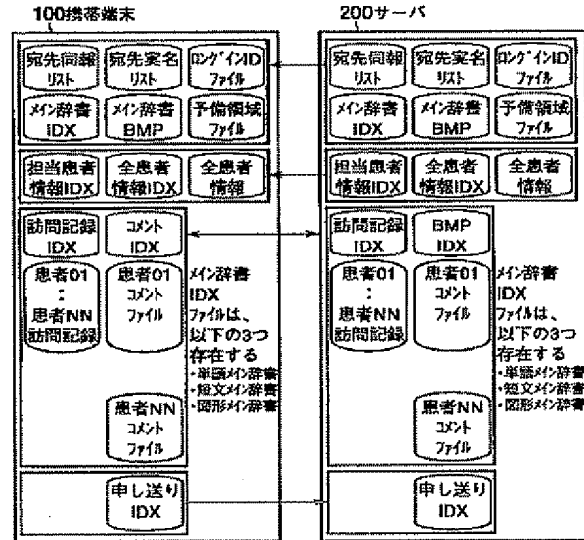 100携帯端末
宛先伺報
リスト
宛先実名
リスト
ログインID
ファイル
メイン辞書
IDX
メイン辞書
BMP
予備領域
ファイル
担当患者
情報IDX
全患者
情報IDX
全患者
情報
訪問記録
IDX
コメント
IDX
患者01
:
患者NN
訪問記録
患者01
コメント
ファイル
メイン辞書
IDX
ファイルは、
以下の3つ
存在する
・単語メイン辞書
・短文メイン辞書
・図形メイン辞書
患者NN
コメント
ファイル
申し送り
IDX
200サーバ
宛先伺報
リスト
宛先実名
リスト
ログインID
ファイル
メイン辞書
IDX
メイン辞書
BMP
予備領域
ファイル
担当患者
情報IDX
全患者
情報IDX
全患者
情報
訪問記録
IDX
BMP
IDX
患者01
:
患者NN
訪問記録
患者01
コメント
ファイル
メイン辞書
IDX
ファイルは、
以下の3つ
存在する
・単語メイン辞書
・短文メイン辞書
・図形メイン辞書
患者NN
コメント
ファイル
申し送り
IDX